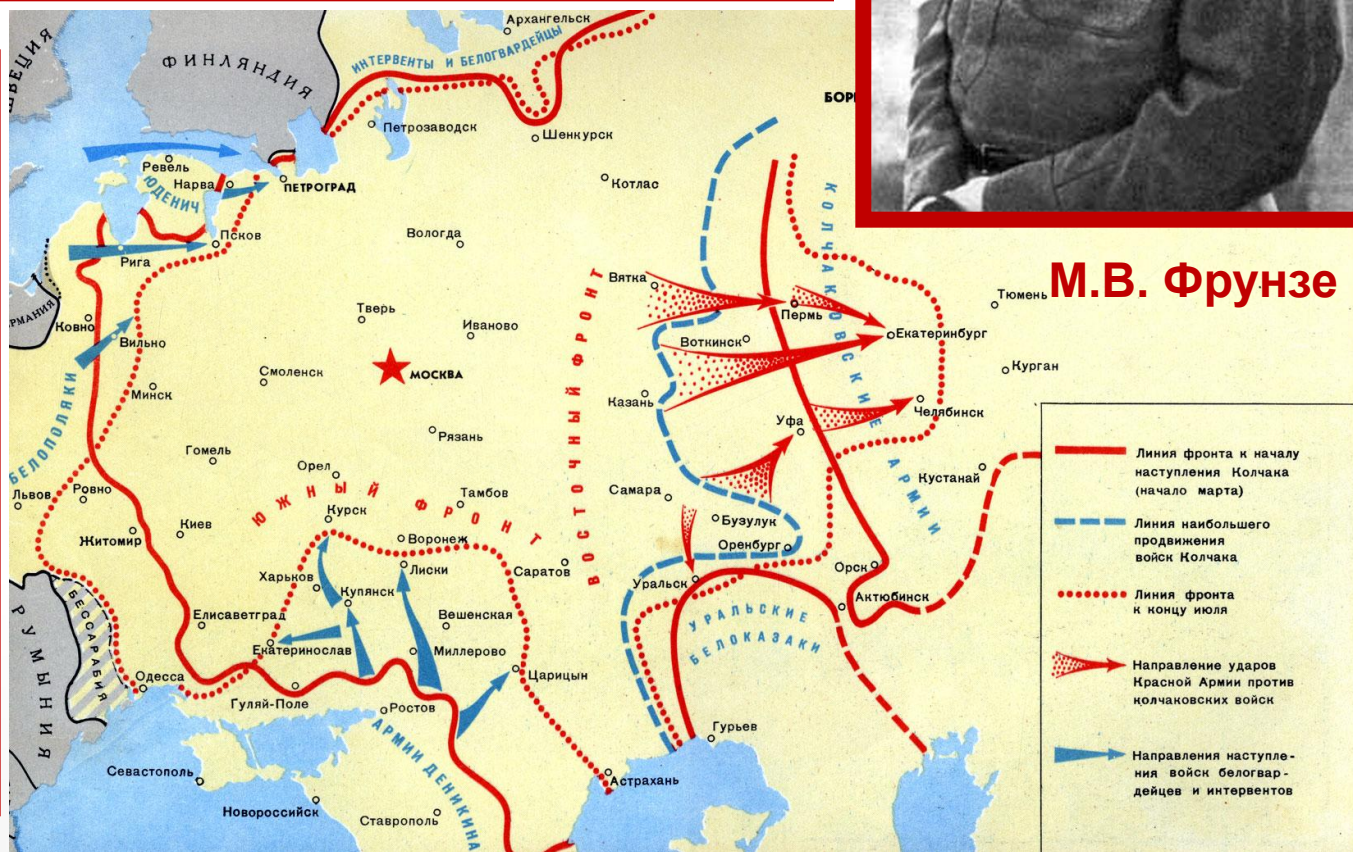 Архангельск
ШВЕЦИЯ
ФИНЛЯНДИЯ
ИНТЕРВЕНТЫ И БЕЛОГВАРДЕЙЦЫ
Петрозаводск
Шенкурск
Ревель
Нарва
ЮДЕНИЧ
ПЕТРОГРАД
Котлас
Псков
Рига
Вологда
М.В. Фрунзе
КОЛЧАКОВСКИЕ АРМИИ
ВОСТОЧНЫЙ ФРОНТ
Вятка
Пермь
Тюмень
Екатеринбург
Ковно
Вильно
Тверь
Иваново
Воткинск
Курган
МОСКВА
Смоленск
Минск
Казань
Челябинск
Уфа
БЕЛОПОЛЯКИ
Рязань
Гомель
Орел
Кустанай
Львов
Ровно
ЮЖНЫЙ ФРОНТ
Тамбов
Самара
Курск
Бузулук
Киев
Житомир
Воронеж
Оренбург
Лиски
Саратов
Харьков
Купянск
Уральск
Орск
Актюбинск
РУМЫНИЯ
БЕССАРАБИЯ
Елисаветград
Вешенская
УРАЛЬСКИЕ
БЕЛОКАЗАКИ
Екатеринослав
Миллерово
Одесса
Царицын
Гуляй-Поле
Ростов
Гурьев
АРМИИ ДЕНИКИНА
Севастополь
Астрахань
Новороссийск
Ставрополь
Линия фронта к началу
наступления Колчака
(начало марта)
Линия наибольшего
продвижения
войск Колчака
Линия фронта
к концу июля
Направление ударов
Красной Армии против
колчаковских войск
Направления наступле-
ния войск белогвар-
дейцев и интервентов